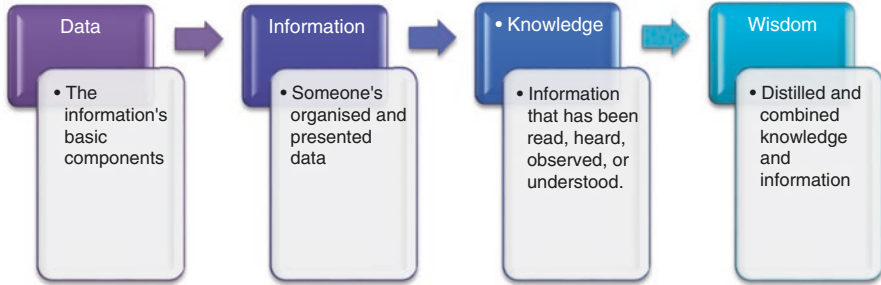 Data
• The
information's
basic
components
Information
• Someone's
organised and
presented
data
• Knowledge
• Information
that has been
read, heard,
observed, or
understood.
Wisdom
• Distilled and
combined
knowledge
and
information